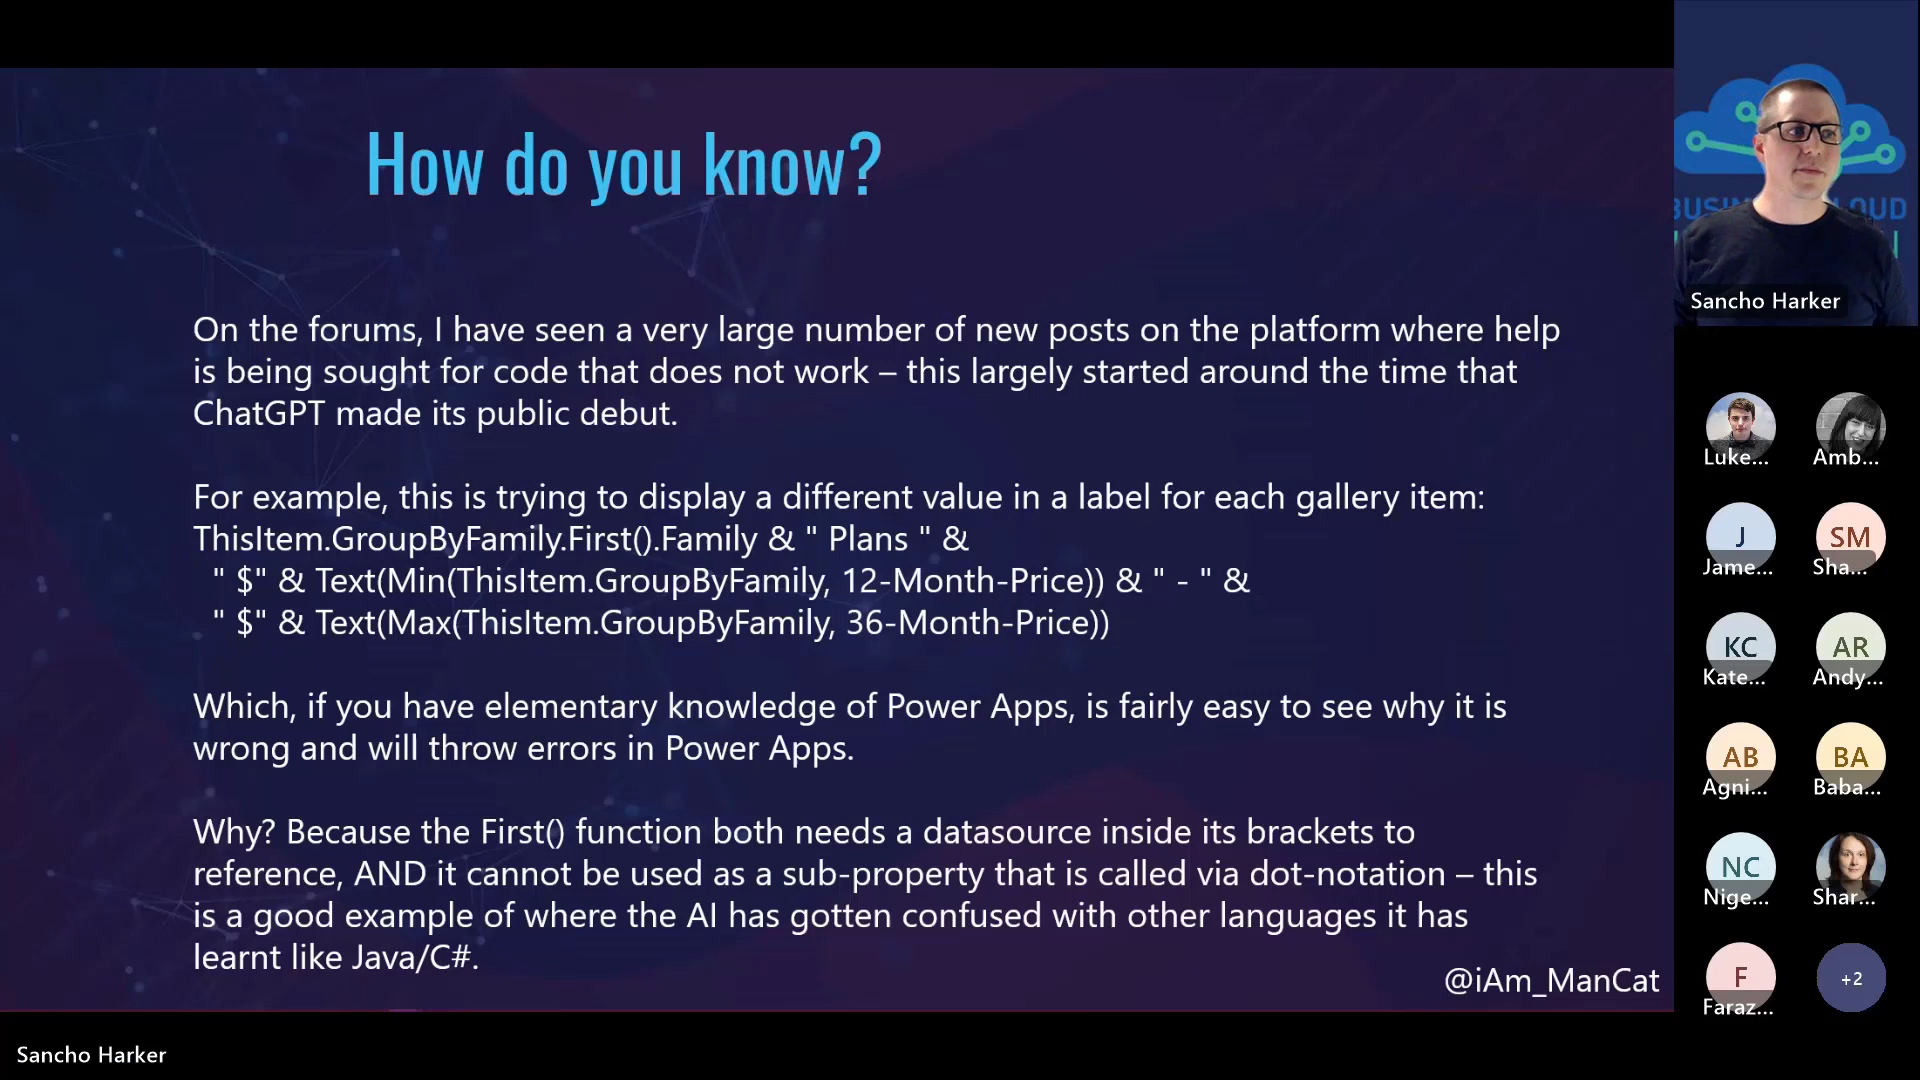 How do you know?
On the forums, I have seen a very large number of new posts on the platform where help
is being sought for code that does not work – this largely started around the time that
ChatGPT made its public debut.
For example, this is trying to display a different value in a label for each gallery item:
ThisItem.GroupByFamily.First().Family & " Plans " &
" $" & Text(Min(ThisItem.GroupByFamily, 12-Month-Price)) & " - " &
" $" & Text(Max(ThisItem.GroupByFamily, 36-Month-Price))
Which, if you have elementary knowledge of Power Apps, is fairly easy to see why it is
wrong and will throw errors in Power Apps.
Why? Because the First() function both needs a datasource inside its brackets to
reference, AND it cannot be used as a sub-property that is called via dot-notation – this
is a good example of where the AI has gotten confused with other languages it has
learnt like Java/C#.
@iAm_ManCat
Sancho Harker
Sancho Harker
Luke... Amb...
J SM
Jame... Sha...
KC AR
Kate... Andy...
AB BA
Agni... Baba...
NC
Nige... Shar...
F +2
Faraz...